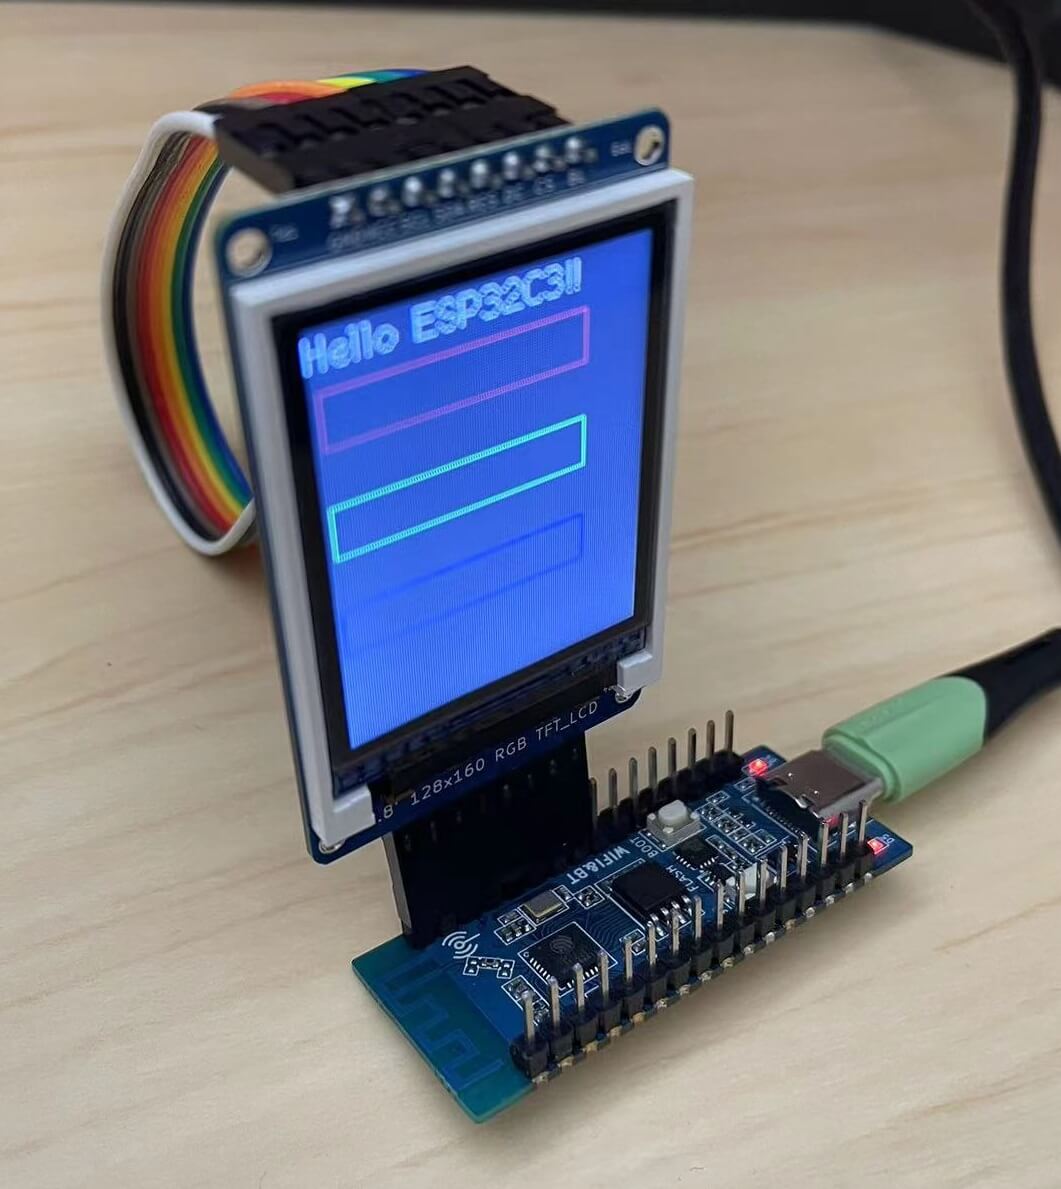 Hello ESP32C3!!
128x160 RGB TFT_LCD
WIFI&BT
BOOT
FLASH